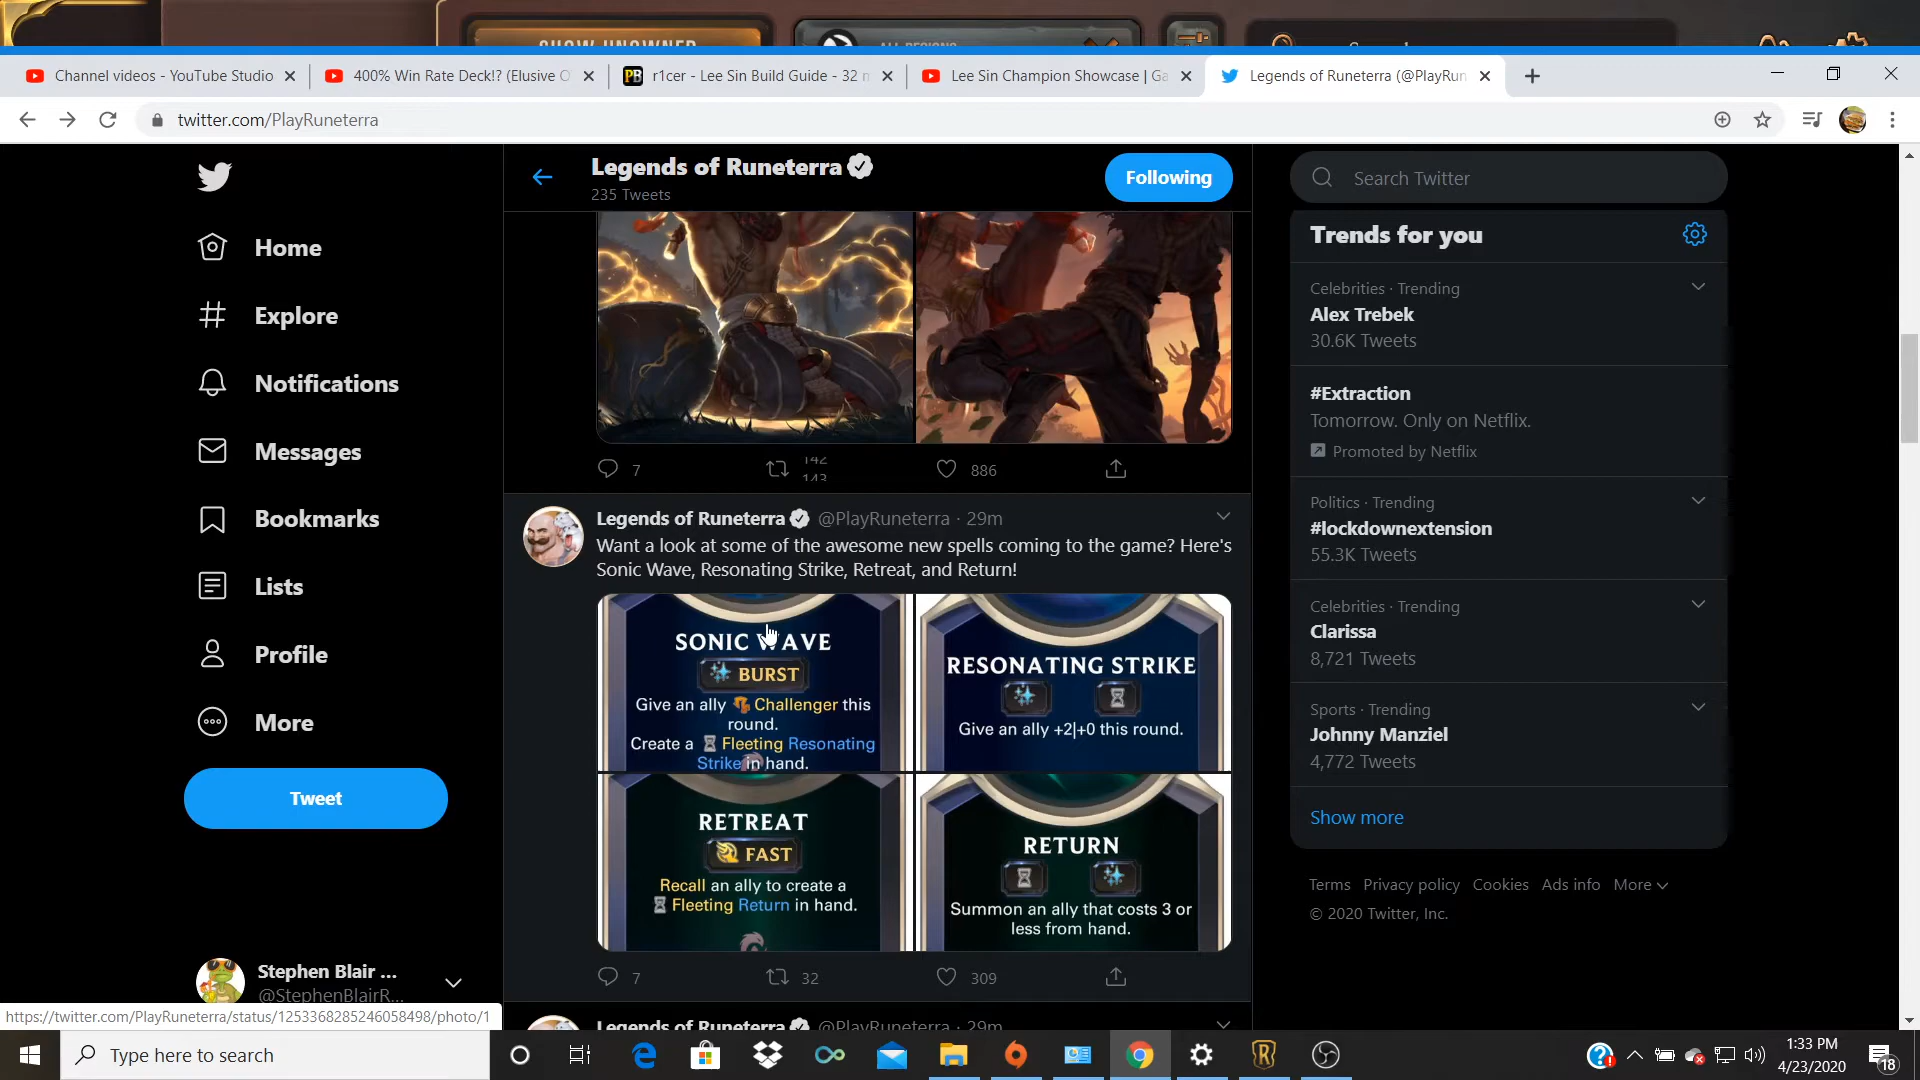 Channel videos - YouTube Studio
400% Win Rate Deck!? (Elusive O
PB r1cer - Lee Sin Build Guide - 32 m
Lee Sin Champion Showcase | Ga
Legends of Runeterra (@PlayRun
twitter.com/PlayRuneterra
Home
Explore
Notifications
Messages
Bookmarks
Lists
Profile
More
Tweet
Stephen Blair ...
@StephenBlairR...
https://twitter.com/PlayRuneterra/status/1253368285246058498/photo/1
Legends of Runeterra
235 Tweets
Following
7
142
143
886
Legends of Runeterra @PlayRuneterra · 29m
Want a look at some of the awesome new spells coming to the game? Here's
Sonic Wave, Resonating Strike, Retreat, and Return!
SONIC WAVE
BURST
Give an ally Challenger this
round.
Create a Fleeting Resonating
Strike in hand.
RESONATING STRIKE
Give an ally +2|+0 this round.
RETREAT
FAST
Recall an ally to create a
Fleeting Return in hand.
RETURN
Summon an ally that costs 3 or
less from hand.
7
32
309
Legends of Runeterra @PlayRuneterra · 29m
Search Twitter
Trends for you
Celebrities · Trending
Alex Trebek
30.6K Tweets
#Extraction
Tomorrow. Only on Netflix.
Promoted by Netflix
Politics · Trending
#lockdownextension
55.3K Tweets
Celebrities · Trending
Clarissa
8,721 Tweets
Sports · Trending
Johnny Manziel
4,772 Tweets
Show more
Terms Privacy policy Cookies Ads info More
© 2020 Twitter, Inc.
Type here to search
1:33 PM
4/23/2020
18